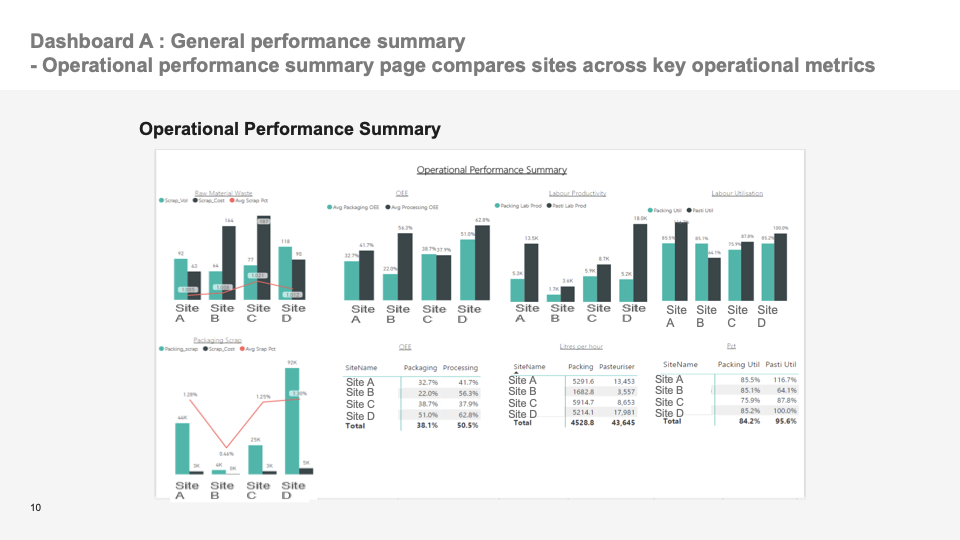 Dashboard A : General performance summary
- Operational performance summary page compares sites across key operational metrics
Operational Performance Summary
Operational Performance Summary
Raw Material Waste
Scrap_Vol Scrap_Cost Avg Scrap Pct
92 63 64 164 77 118 90
Site A Site B Site C Site D
OEE
Avg Packaging OEE Avg Processing OEE
32.7% 41.7% 22.0% 56.3% 38.7% 37.9% 51.0% 62.8%
Site A Site B Site C Site D
Labour Productivity
Packing Lab Prod Pasti Lab Prod
5.3K 13.5K 1.7K 3.6K 5.9K 8.7K 5.2K 18.0K
Site A Site B Site C Site D
Labour Utilisation
Packing Util Pasti Util
85.5% 85.1% 64.1% 75.9% 87.8% 85.2% 100.0%
Site A Site B Site C Site D
Packaging Scrap
Packing_scrap Scrap_Cost Avg Srap Pct
1.28% 0.66% 1.25%
3K 4K 0K 25K 3K 5K
Site A Site B Site C Site D
OEE
SiteName Packaging Processing
Site A 32.7% 41.7%
Site B 22.0% 56.3%
Site C 38.7% 37.9%
Site D 51.0% 62.8%
Total 38.1% 50.5%
Litres per hour
SiteName Packing Pasteuriser
Site A 5291.6 13,453
Site B 1682.8 3,557
Site C 5914.7 8,653
Site D 5214.1 17,981
Total 4528.8 43,645
Pct
SiteName Packing Util Pasti Util
Site A 85.5% 116.7%
Site B 85.1% 64.1%
Site C 75.9% 87.8%
Site D 85.2% 100.0%
Total 84.2% 95.6%
10